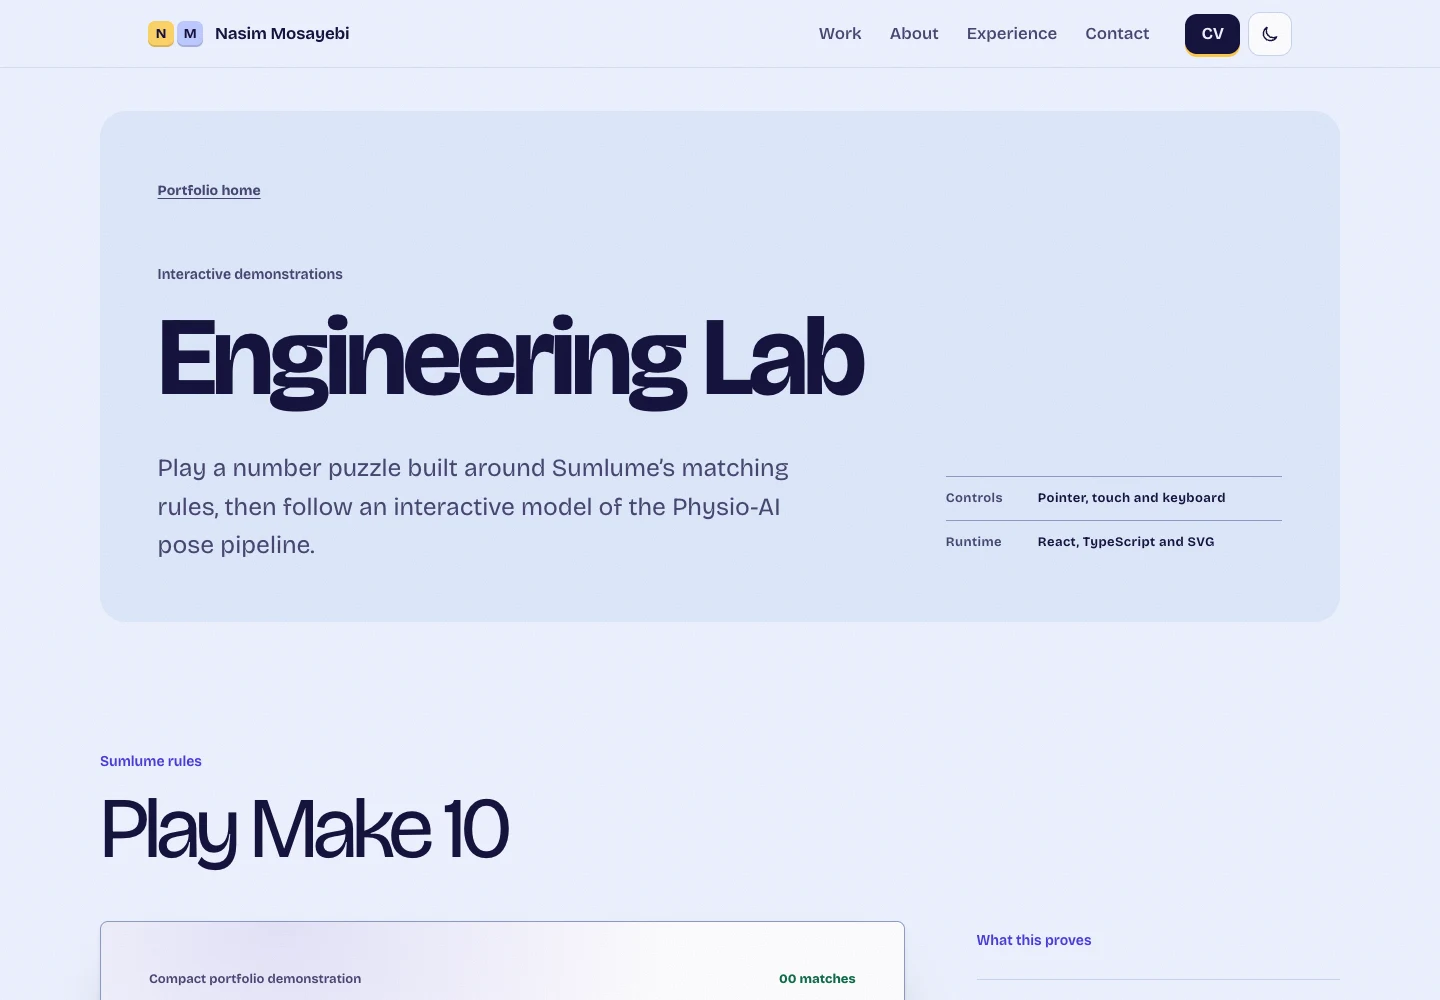 N M Nasim Mosayebi
Work About Experience Contact CV
Portfolio home
Interactive demonstrations
Engineering Lab
Play a number puzzle built around Sumlume’s matching
rules, then follow an interactive model of the Physio-AI
pose pipeline.
Controls Pointer, touch and keyboard
Runtime React, TypeScript and SVG
Sumlume rules
Play Make 10
Compact portfolio demonstration 00 matches
What this proves